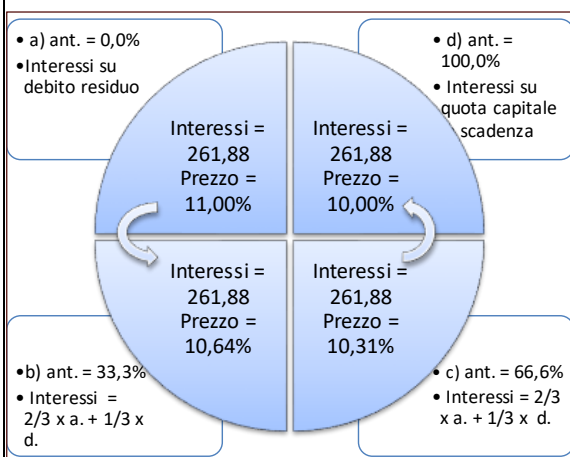 • a) ant. = 0,0%
•Interessi su
debito residuo
• d) ant. =
100,0%
• Interessi su
quota capitale
scadenza
Interessi =
261,88
Prezzo =
11,00%
Interessi =
261,88
Prezzo =
10,00%
Interessi =
261,88
Prezzo =
10,64%
Interessi =
261,88
Prezzo =
10,31%
•b) ant. = 33,3%
• Interessi =
2/3 x a. + 1/3 x
d.
• c) ant. = 66,6%
• Interessi = 2/3
x a. + 1/3 x d.